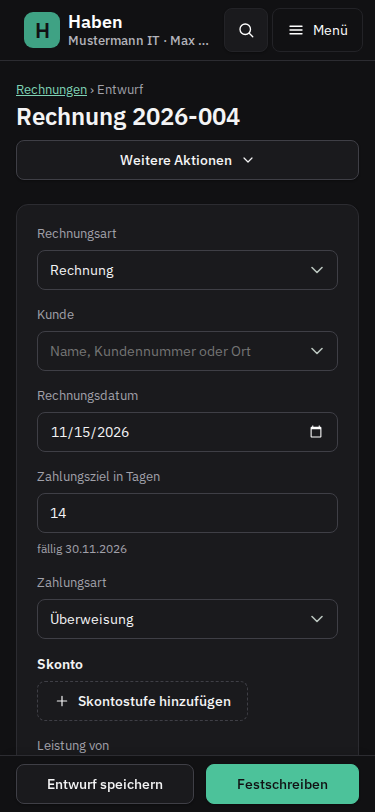 H
Haben
Mustermann IT · Max ...
Menü
Rechnungen › Entwurf
Rechnung 2026-004
Weitere Aktionen
Rechnungsart
Rechnung
Kunde
Name, Kundennummer oder Ort
Rechnungsdatum
11/15/2026
Zahlungsziel in Tagen
14
fällig 30.11.2026
Zahlungsart
Überweisung
Skonto
+ Skontostufe hinzufügen
Leistung von
Entwurf speichern
Festschreiben